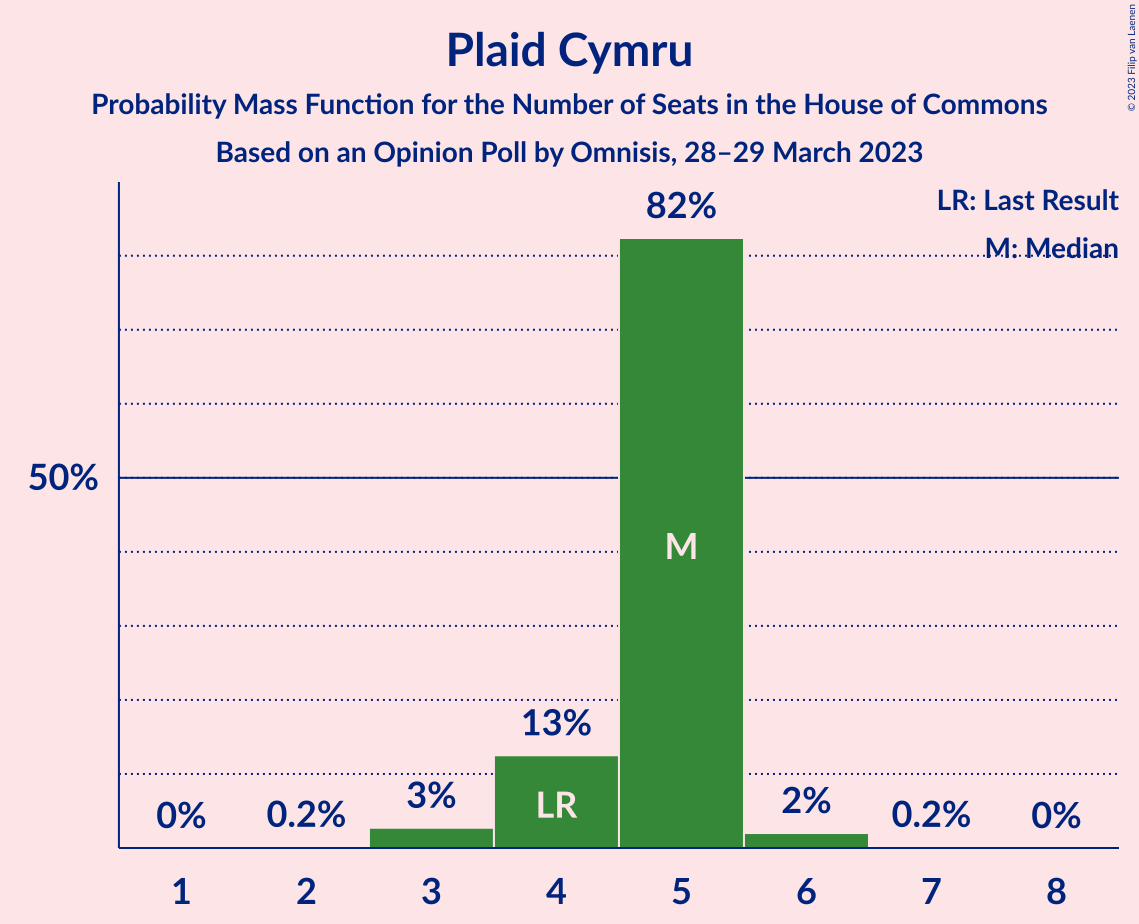 Plaid Cymru
Probability Mass Function for the Number of Seats in the House of Commons
Based on an Opinion Poll by Omnisis, 28–29 March 2023
© 2023 Filip van Laenen
LR: Last Result
M: Median
82%
50%
M
13%
LR
3%
2%
0%
0.2%
0.2%
0%
1 2 3 4 5 6 7 8